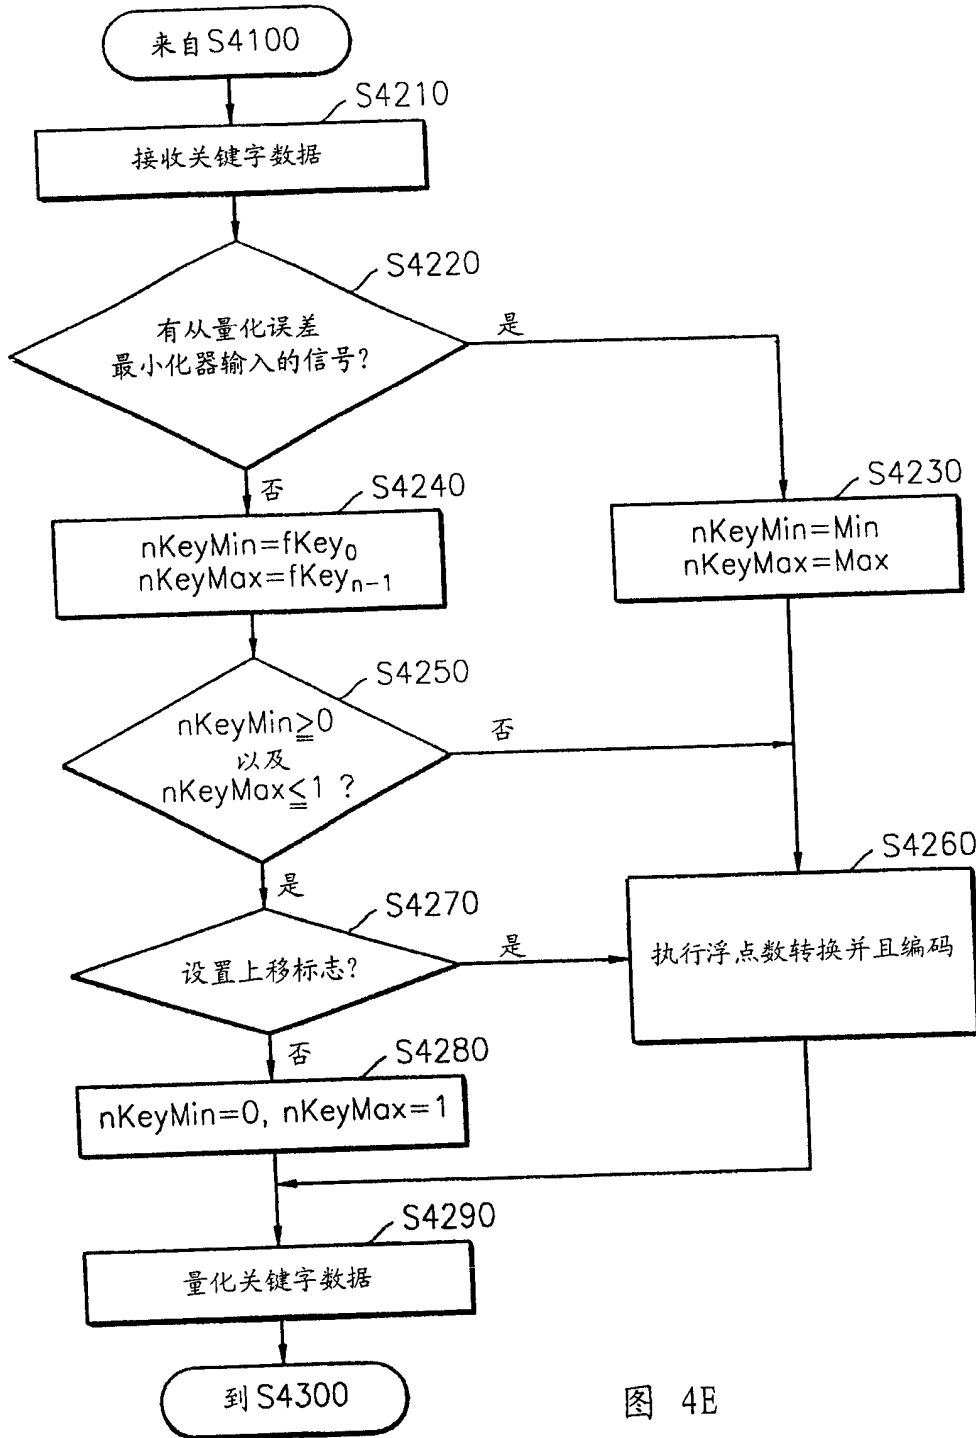 来自S4100
S4210
接收关键字数据
S4220
有从量化误差
最小化器输入的信号?
是
否
S4240
nKeyMin=fKey₀
nKeyMax=fKeyₙ₋₁
S4230
nKeyMin=Min
nKeyMax=Max
S4250
nKeyMin≧0
以及
nKeyMax≦1 ?
否
是
S4260
执行浮点数转换并且编码
S4270
设置上移标志?
是
否
S4280
nKeyMin=0, nKeyMax=1
S4290
量化关键字数据
到S4300
图 4E